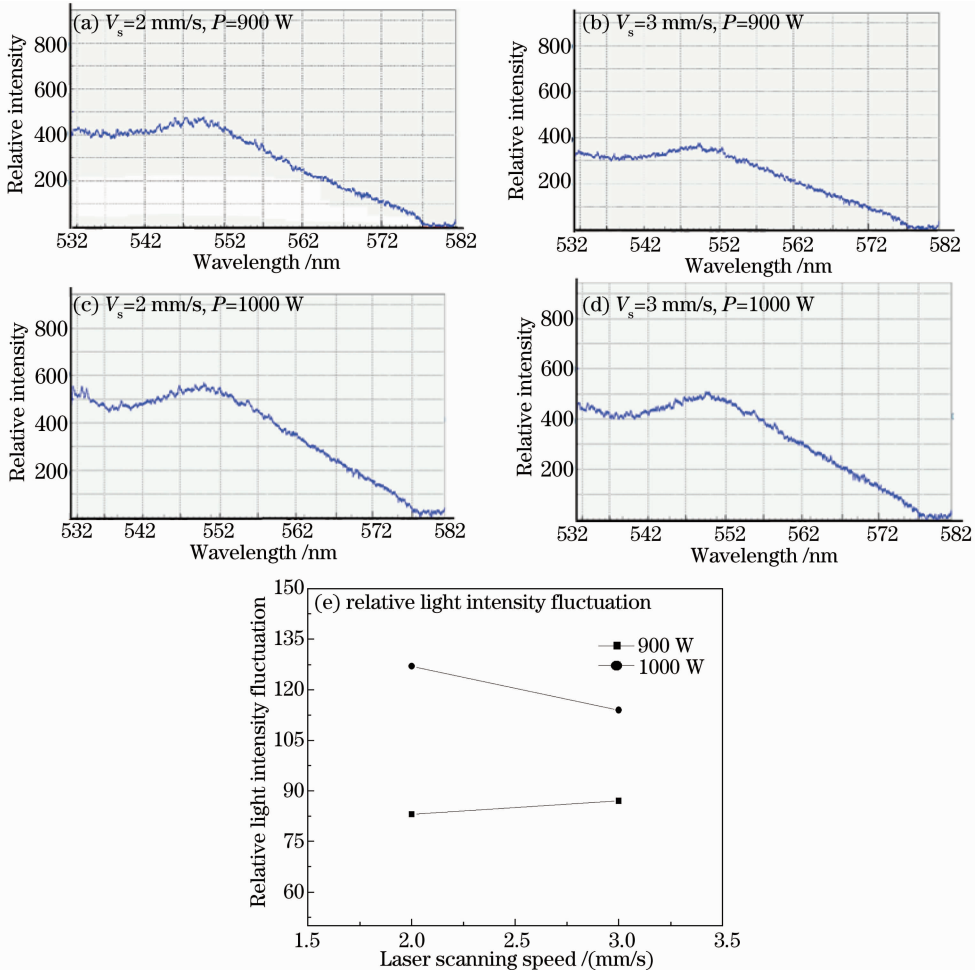 (a) Vs=2 mm/s, P=900 W
800
600
400
200
Relative intensity
532 542 552 562 572 582
Wavelength /nm
(b) Vs=3 mm/s, P=900 W
800
600
400
200
Relative intensity
532 542 552 562 572 582
Wavelength /nm
(c) Vs=2 mm/s, P=1000 W
800
600
400
200
Relative intensity
532 542 552 562 572 582
Wavelength /nm
(d) Vs=3 mm/s, P=1000 W
800
600
400
200
Relative intensity
532 542 552 562 572 582
Wavelength /nm
(e) relative light intensity fluctuation
900 W
1000 W
150
135
120
105
90
75
60
Relative light intensity fluctuation
1.5 2.0 2.5 3.0 3.5
Laser scanning speed /(mm/s)